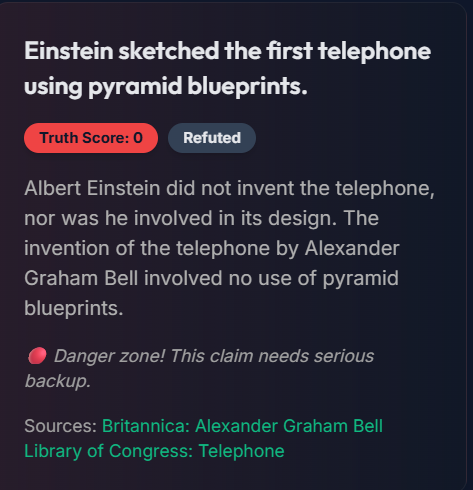 Einstein sketched the first telephone
using pyramid blueprints.
Truth Score: 0 Refuted
Albert Einstein did not invent the telephone,
nor was he involved in its design. The
invention of the telephone by Alexander
Graham Bell involved no use of pyramid
blueprints.
Danger zone! This claim needs serious
backup.
Sources: Britannica: Alexander Graham Bell
Library of Congress: Telephone